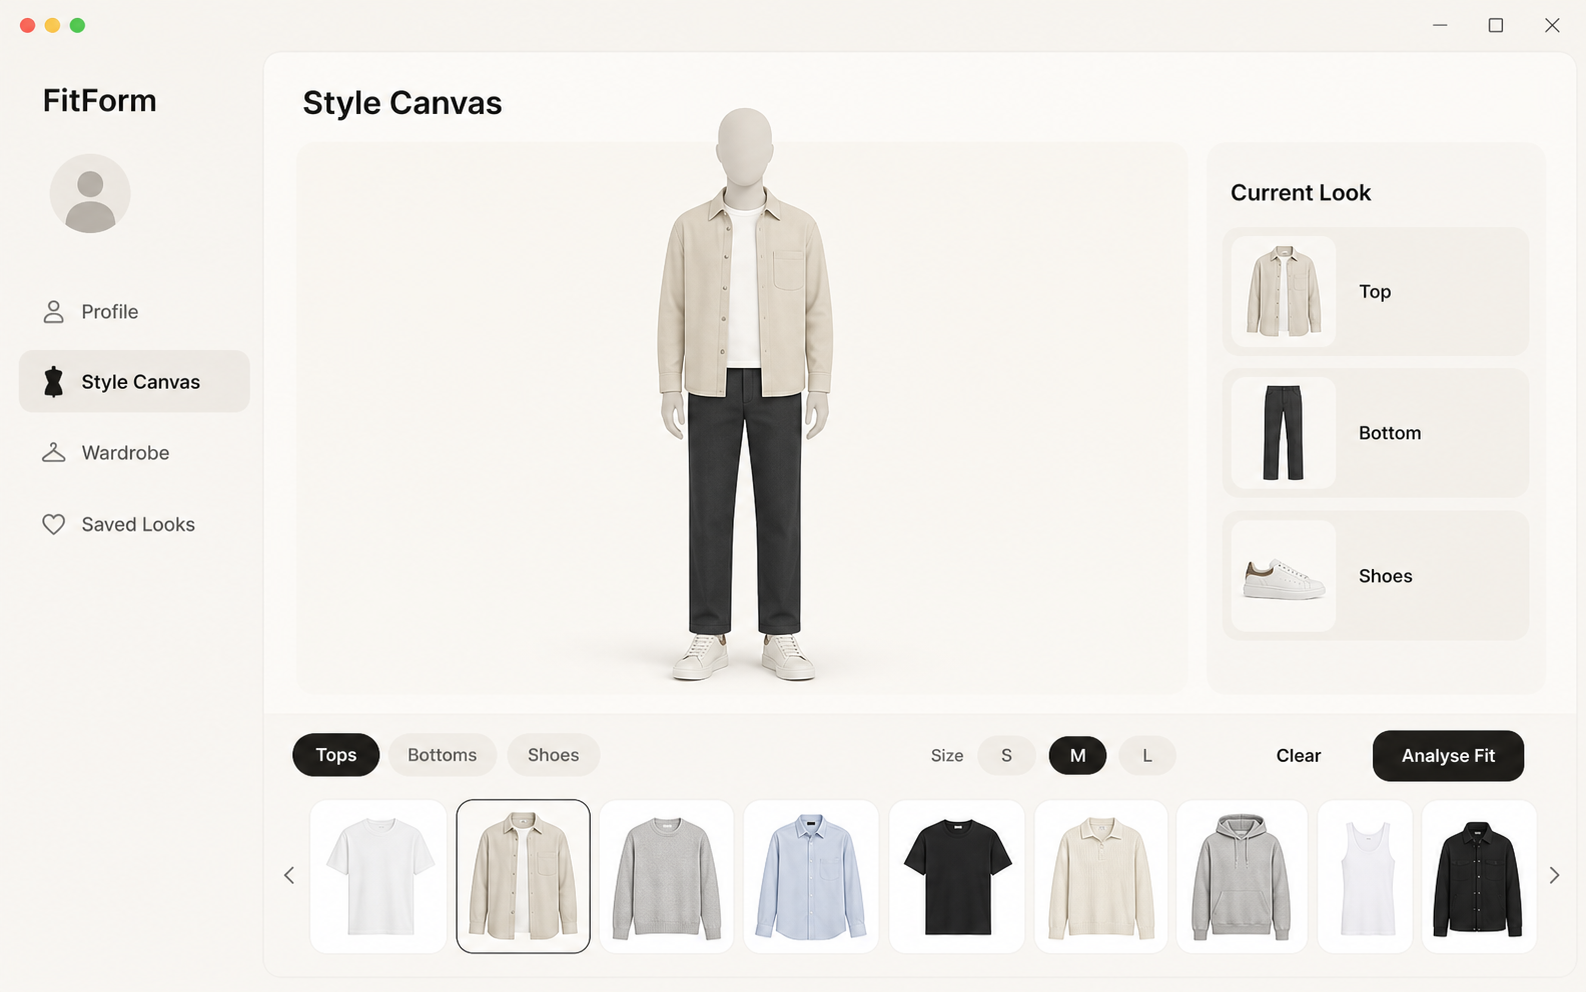 FitForm
Profile
Style Canvas
Wardrobe
Saved Looks
Style Canvas
Current Look
Top
Bottom
Shoes
Tops Bottoms Shoes
Size S M L
Clear
Analyse Fit